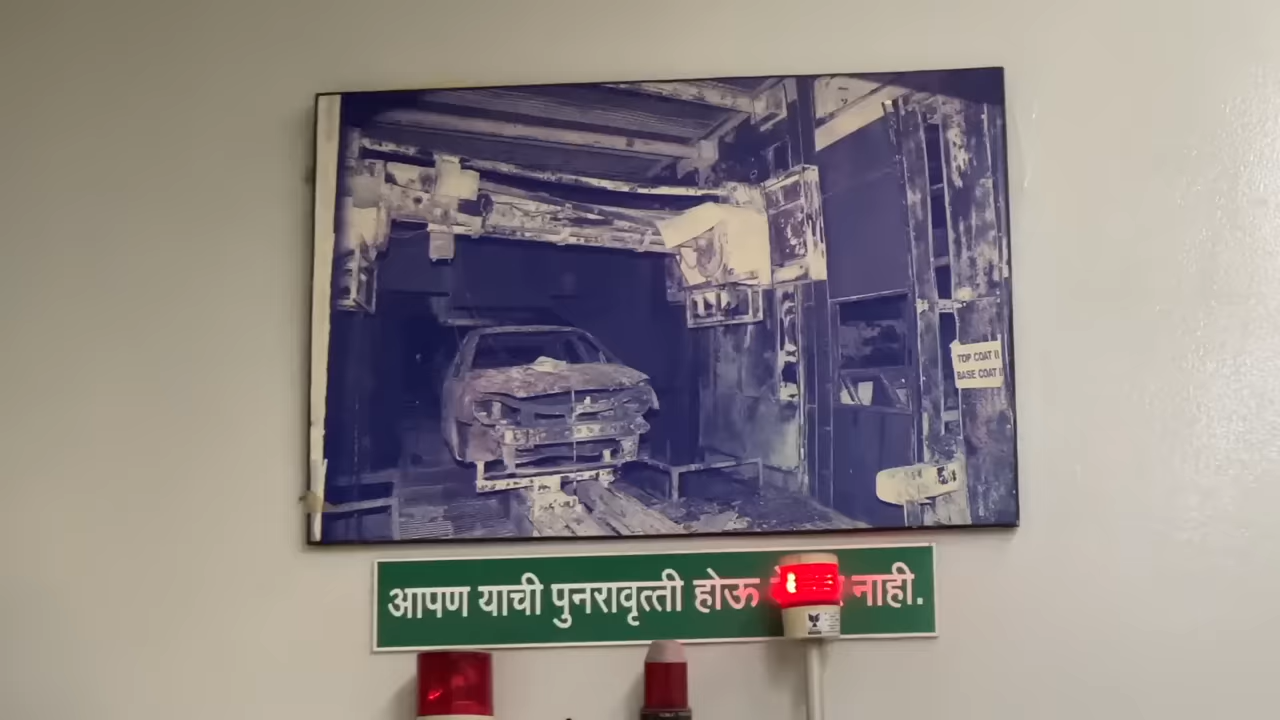 TOP COAT II
BASE COAT II
आपण याची पुनरावृत्ती होऊ नाही.